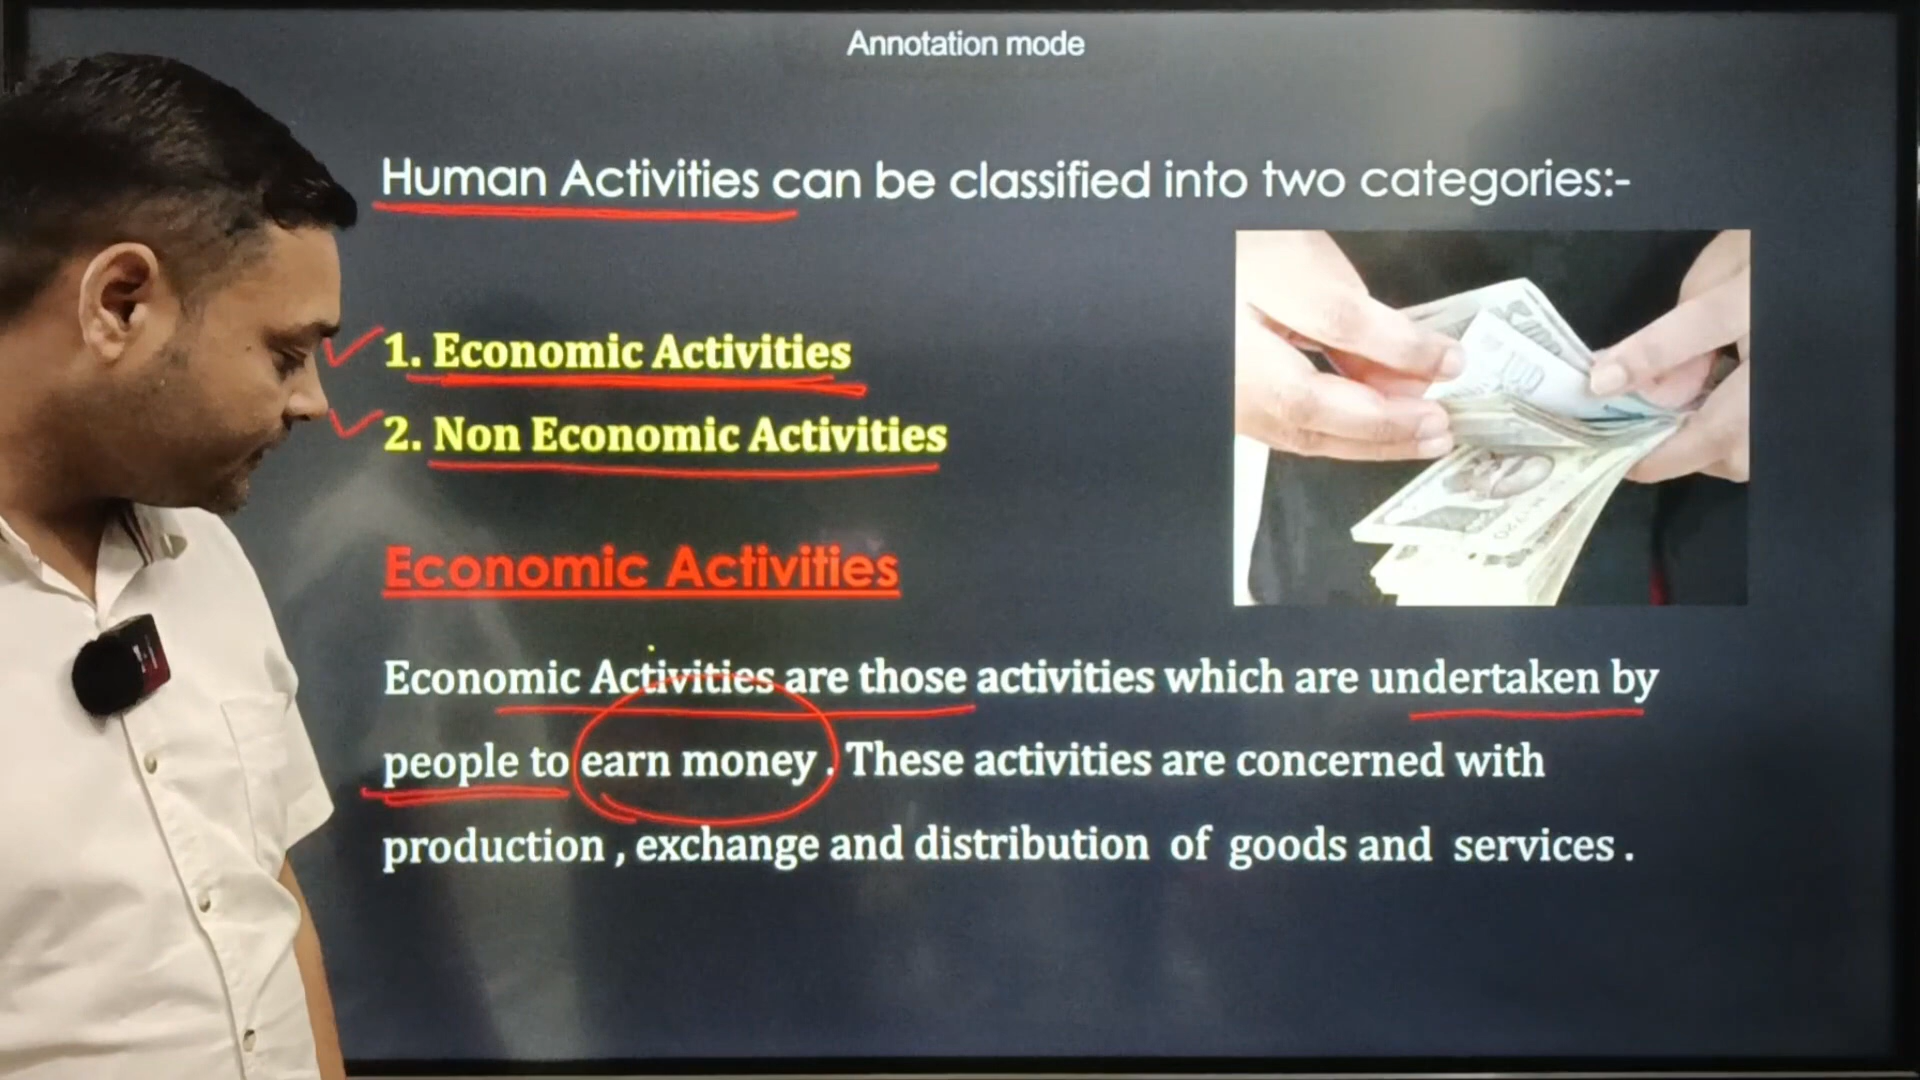 Annotation mode
Human Activities can be classified into two categories:-
1. Economic Activities
2. Non Economic Activities
Economic Activities
Economic Activities are those activities which are undertaken by
people to earn money . These activities are concerned with
production , exchange and distribution of goods and services .